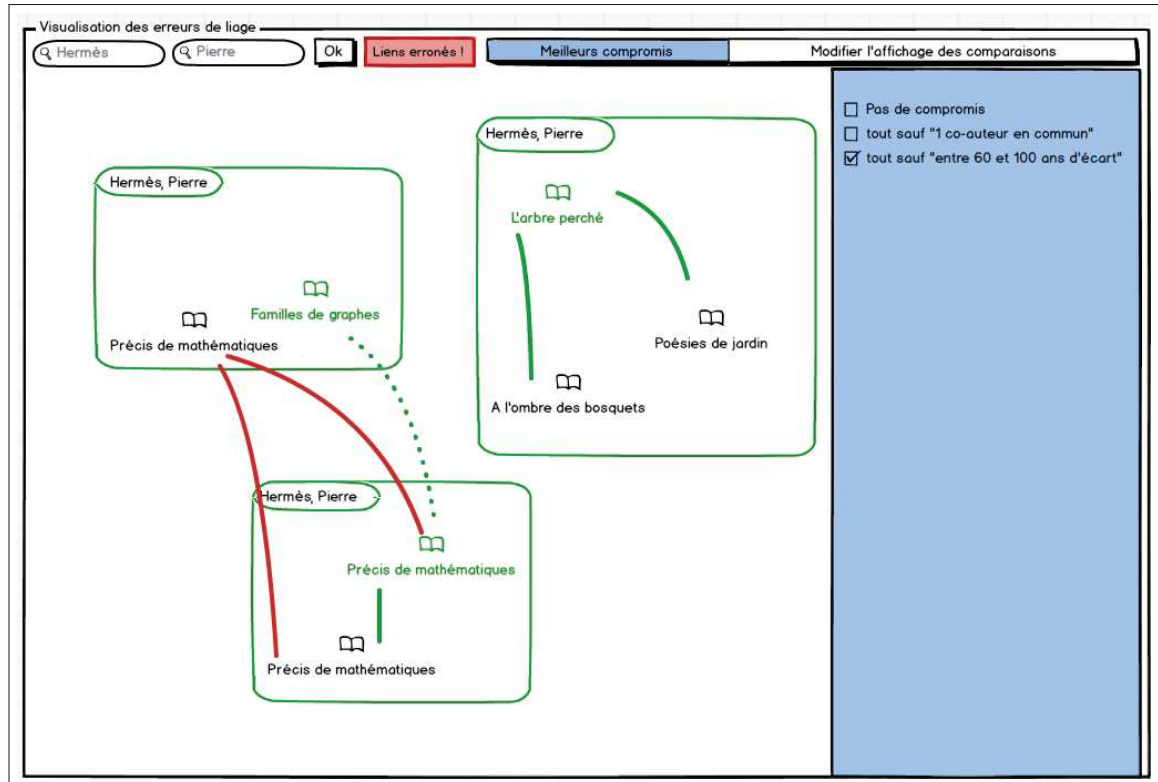 Visualisation des erreurs de liage
Hermès
Pierre
Ok
Liens erronés !
Meilleurs compromis
Modifier l'affichage des comparaisons
Pas de compromis
tout sauf "1 co-auteur en commun"
tout sauf "entre 60 et 100 ans d'écart"
Hermès, Pierre
Familles de graphes
Précis de mathématiques
Hermès, Pierre
L'arbre perché
Poésies de jardin
A l'ombre des bosquets
Hermès, Pierre
Précis de mathématiques
Précis de mathématiques